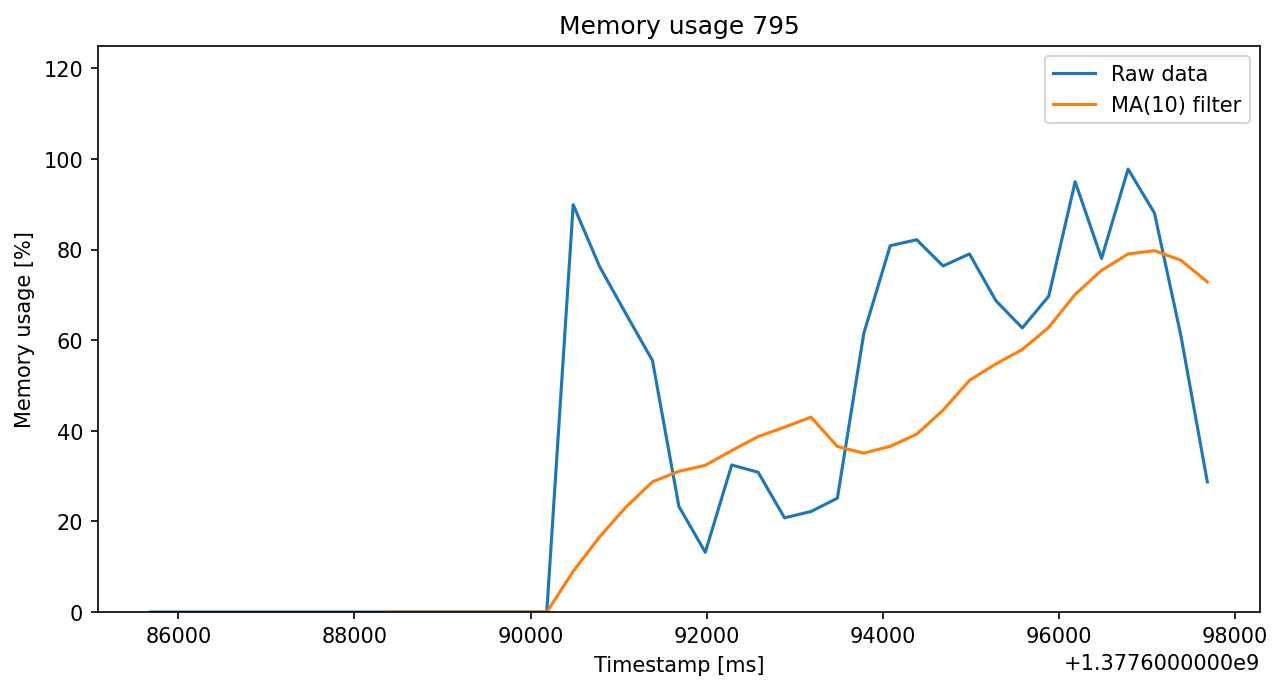 Memory usage 795
Raw data
MA(10) filter
Memory usage [%]
120
100
80
60
40
20
0
86000 88000 90000 92000 94000 96000 98000
Timestamp [ms]
+1.3776000000e9